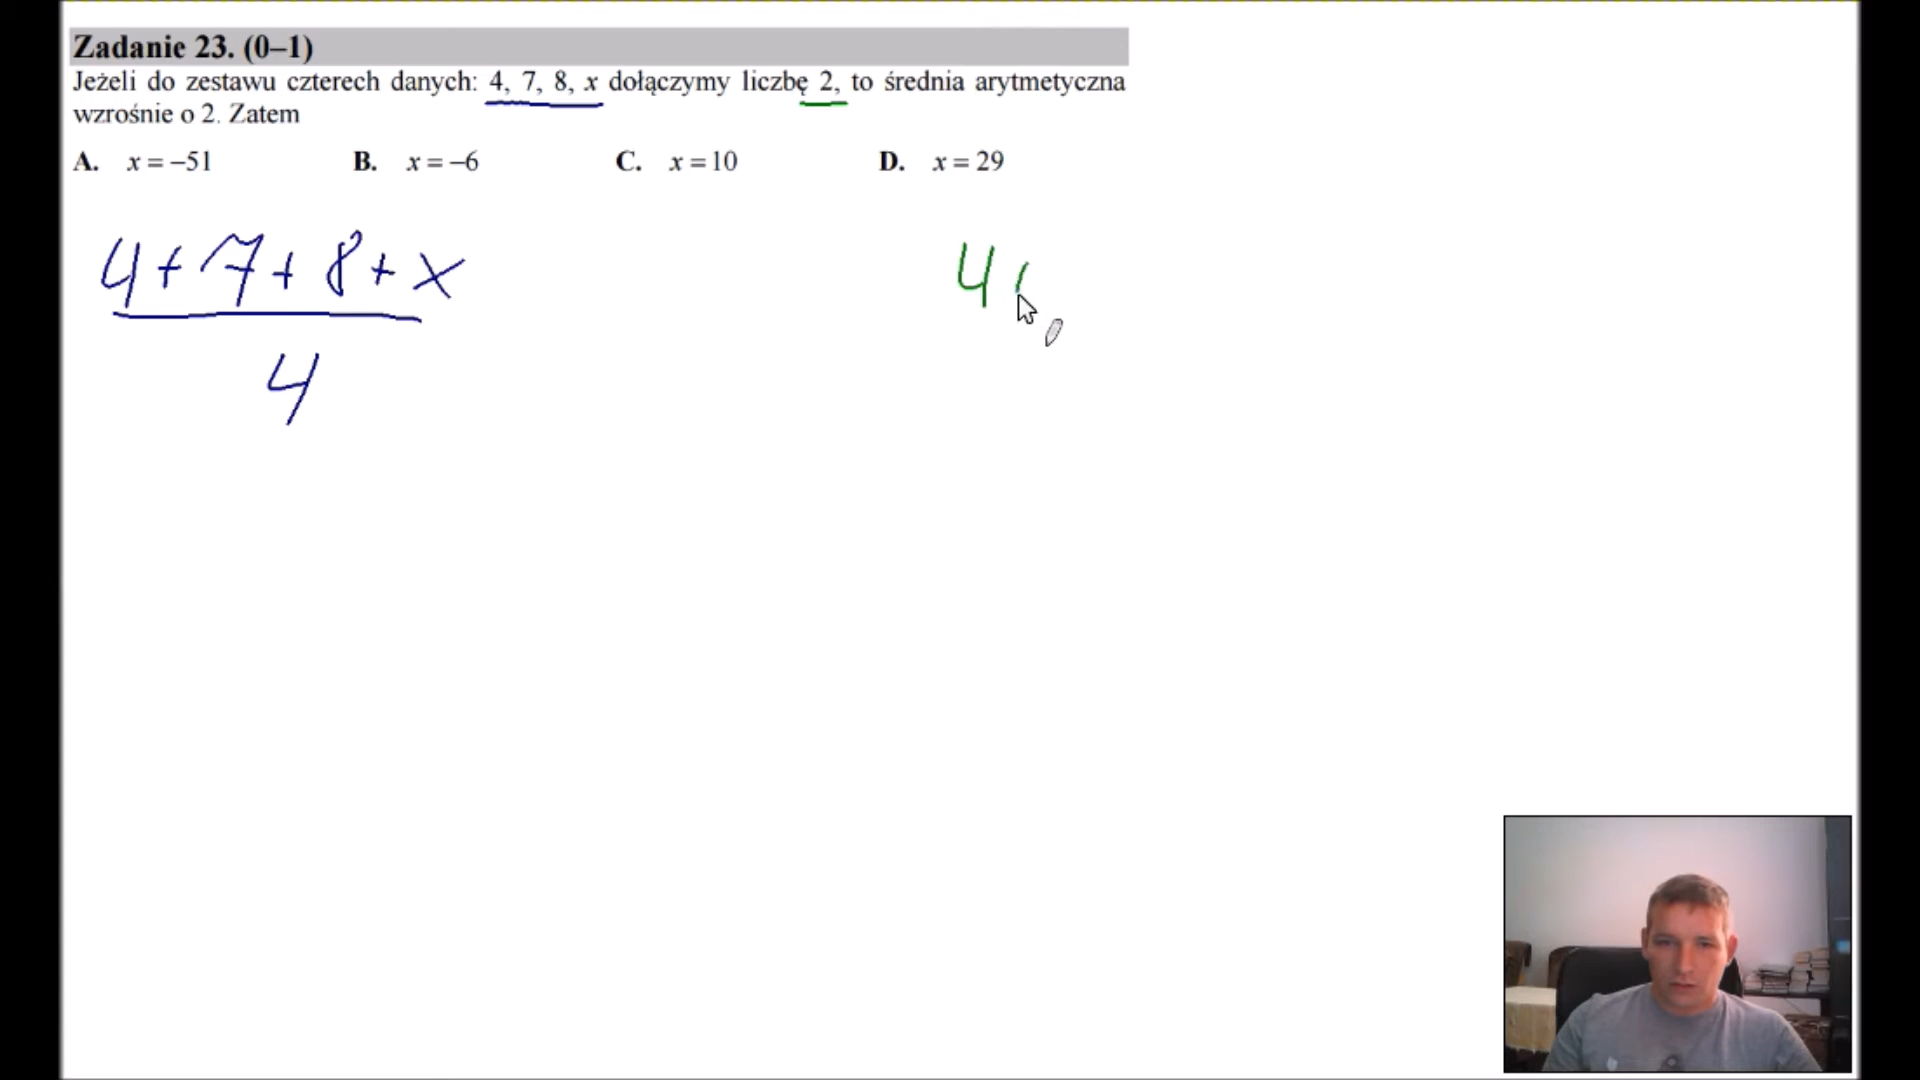 Zadanie 23. (0–1)
Jeżeli do zestawu czterech danych: 4, 7, 8, x dołączymy liczbę 2, to średnia arytmetyczna
wzrośnie o 2. Zatem
A. x = –51 B. x = –6 C. x = 10 D. x = 29
4 + 7 + 8 + x
4
4